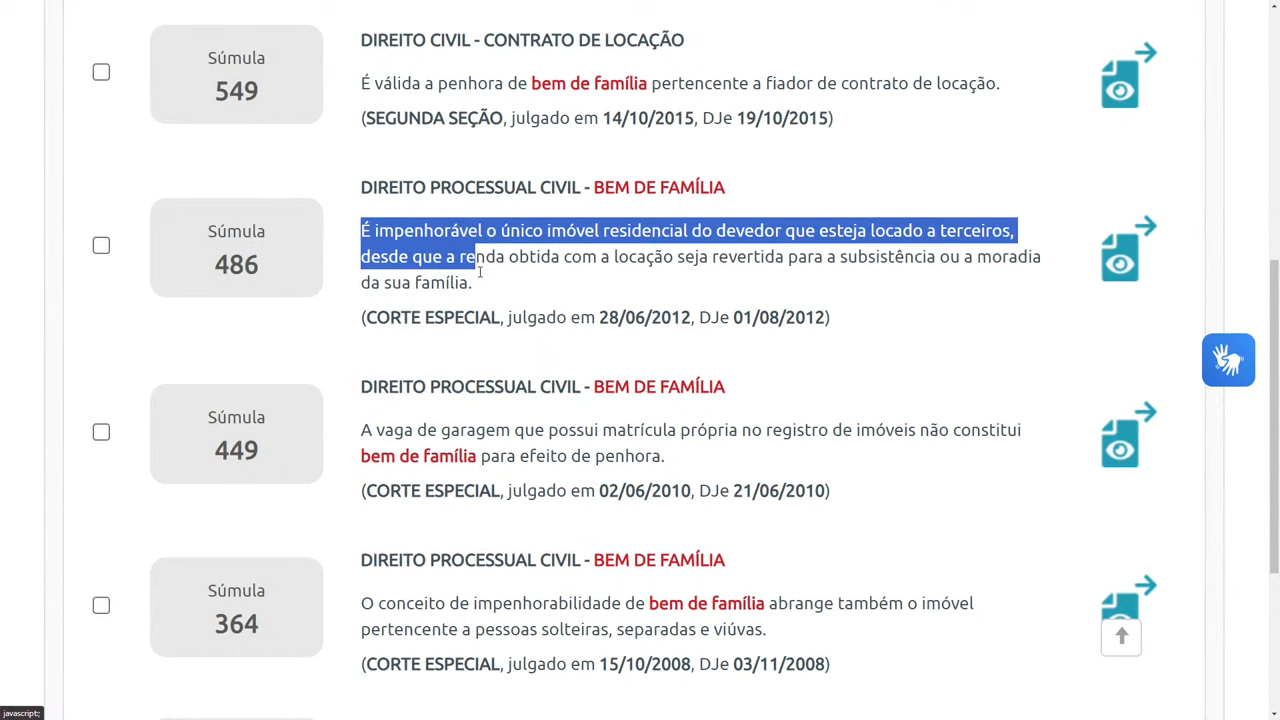 DIREITO CIVIL - CONTRATO DE LOCAÇÃO
Súmula
549
É válida a penhora de bem de família pertencente a fiador de contrato de locação.
(SEGUNDA SEÇÃO, julgado em 14/10/2015, DJe 19/10/2015)
DIREITO PROCESSUAL CIVIL - BEM DE FAMÍLIA
Súmula
486
É impenhorável o único imóvel residencial do devedor que esteja locado a terceiros,
desde que a renda obtida com a locação seja revertida para a subsistência ou a moradia
da sua família.
(CORTE ESPECIAL, julgado em 28/06/2012, DJe 01/08/2012)
DIREITO PROCESSUAL CIVIL - BEM DE FAMÍLIA
Súmula
449
A vaga de garagem que possui matrícula própria no registro de imóveis não constitui
bem de família para efeito de penhora.
(CORTE ESPECIAL, julgado em 02/06/2010, DJe 21/06/2010)
DIREITO PROCESSUAL CIVIL - BEM DE FAMÍLIA
Súmula
364
O conceito de impenhorabilidade de bem de família abrange também o imóvel
pertencente a pessoas solteiras, separadas e viúvas.
(CORTE ESPECIAL, julgado em 15/10/2008, DJe 03/11/2008)
javascript:;